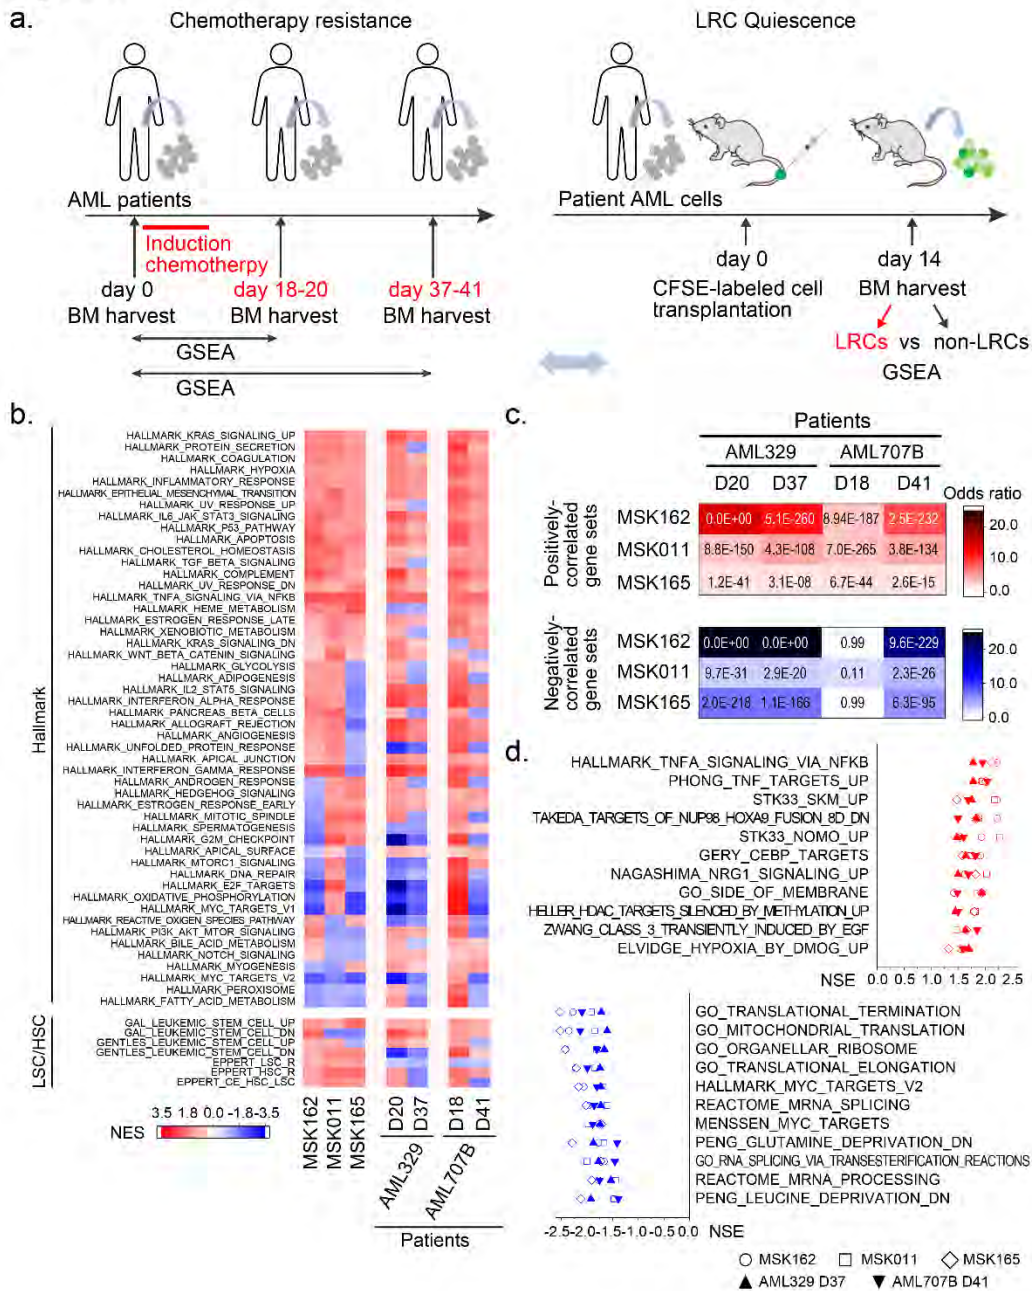 a.
Chemotherapy resistance
LRC Quiescence
AML patients
Patient AML cells
Induction
chemotherpy
day 0
BM harvest
day 18-20
BM harvest
day 37-41
BM harvest
GSEA
GSEA
day 0
CFSE-labeled cell
transplantation
day 14
BM harvest
LRCs vs non-LRCs
GSEA
b.
Hallmark
HALLMARK_KRAS_SIGNALING_UP
HALLMARK_PROTEIN_SECRETION
HALLMARK_COAGULATION
HALLMARK_HYPOXIA
HALLMARK_INFLAMMATORY_RESPONSE
HALLMARK_EPITHELIAL_MESENCHYMAL_TRANSITION
HALLMARK_UV_RESPONSE_UP
HALLMARK_IL6_JAK_STAT3_SIGNALING
HALLMARK_P53_PATHWAY
HALLMARK_APOPTOSIS
HALLMARK_CHOLESTEROL_HOMEOSTASIS
HALLMARK_TGF_BETA_SIGNALING
HALLMARK_COMPLEMENT
HALLMARK_UV_RESPONSE_DN
HALLMARK_TNFA_SIGNALING_VIA_NFKB
HALLMARK_HEME_METABOLISM
HALLMARK_ESTROGEN_RESPONSE_LATE
HALLMARK_XENOBIOTIC_METABOLISM
HALLMARK_KRAS_SIGNALING_DN
HALLMARK_WNT_BETA_CATENIN_SIGNALING
HALLMARK_GLYCOLYSIS
HALLMARK_ADIPOGENESIS
HALLMARK_IL2_STAT5_SIGNALING
HALLMARK_INTERFERON_ALPHA_RESPONSE
HALLMARK_PANCREAS_BETA_CELLS
HALLMARK_ALLOGRAFT_REJECTION
HALLMARK_ANGIOGENESIS
HALLMARK_UNFOLDED_PROTEIN_RESPONSE
HALLMARK_APICAL_JUNCTION
HALLMARK_INTERFERON_GAMMA_RESPONSE
HALLMARK_ANDROGEN_RESPONSE
HALLMARK_HEDGEHOG_SIGNALING
HALLMARK_ESTROGEN_RESPONSE_EARLY
HALLMARK_MITOTIC_SPINDLE
HALLMARK_SPERMATOGENESIS
HALLMARK_G2M_CHECKPOINT
HALLMARK_APICAL_SURFACE
HALLMARK_MTORC1_SIGNALING
HALLMARK_DNA_REPAIR
HALLMARK_E2F_TARGETS
HALLMARK_OXIDATIVE_PHOSPHORYLATION
HALLMARK_MYC_TARGETS_V1
HALLMARK_REACTIVE_OXIGEN_SPECIES_PATHWAY
HALLMARK_PI3K_AKT_MTOR_SIGNALING
HALLMARK_BILE_ACID_METABOLISM
HALLMARK_NOTCH_SIGNALING
HALLMARK_MYOGENESIS
HALLMARK_MYC_TARGETS_V2
HALLMARK_PEROXISOME
HALLMARK_FATTY_ACID_METABOLISM
LSC/HSC
GAL_LEUKEMIC_STEM_CELL_UP
GAL_LEUKEMIC_STEM_CELL_DN
GENTLES_LEUKEMIC_STEM_CELL_UP
GENTLES_LEUKEMIC_STEM_CELL_DN
EPPERT_LSC_R
EPPERT_HSC_R
EPPERT_CE_HSC_LSC
3.5 1.8 0.0 -1.8-3.5
NES
MSK162
MSK011
MSK165
D20
D37
D18
D41
AML329
AML707B
Patients
c.
Patients
AML329 AML707B
D20 D37 D18 D41
Odds ratio
Positively-
correlated
gene sets
MSK162 0.0E+00 5.1E-260 8.94E-187 2.5E-232
MSK011 8.8E-150 4.3E-108 7.0E-265 3.8E-134
MSK165 1.2E-41 3.1E-08 6.7E-44 2.6E-15
20.0
10.0
0.0
Negatively-
correlated
gene sets
MSK162 0.0E+00 0.0E+00 0.99 9.6E-229
MSK011 9.7E-31 2.9E-20 0.11 2.3E-26
MSK165 2.0E-218 1.1E-166 0.99 6.3E-95
20.0
10.0
0.0
d.
HALLMARK_TNFA_SIGNALING_VIA_NFKB
PHONG_TNF_TARGETS_UP
STK33_SKM_UP
TAKEDA_TARGETS_OF_NUP98_HOXA9_FUSION_8D_DN
STK33_NOMO_UP
GERY_CEBP_TARGETS
NAGASHIMA_NRG1_SIGNALING_UP
GO_SIDE_OF_MEMBRANE
HELLER_HDAC_TARGETS_SILENCED_BY_METHYLATION_UP
ZWANG_CLASS_3_TRANSIENTLY_INDUCED_BY_EGF
ELVIDGE_HYPOXIA_BY_DMOG_UP
NSE
0.0 0.5 1.0 1.5 2.0 2.5
GO_TRANSLATIONAL_TERMINATION
GO_MITOCHONDRIAL_TRANSLATION
GO_ORGANELLAR_RIBOSOME
GO_TRANSLATIONAL_ELONGATION
HALLMARK_MYC_TARGETS_V2
REACTOME_MRNA_SPLICING
MENSSEN_MYC_TARGETS
PENG_GLUTAMINE_DEPRIVATION_DN
GO_RNA_SPLICING_VIA_TRANSESTERIFICATION_REACTIONS
REACTOME_MRNA_PROCESSING
PENG_LEUCINE_DEPRIVATION_DN
-2.5-2.0-1.5-1.0-0.5 0.0 NSE
MSK162 MSK011 MSK165
AML329 D37 AML707B D41